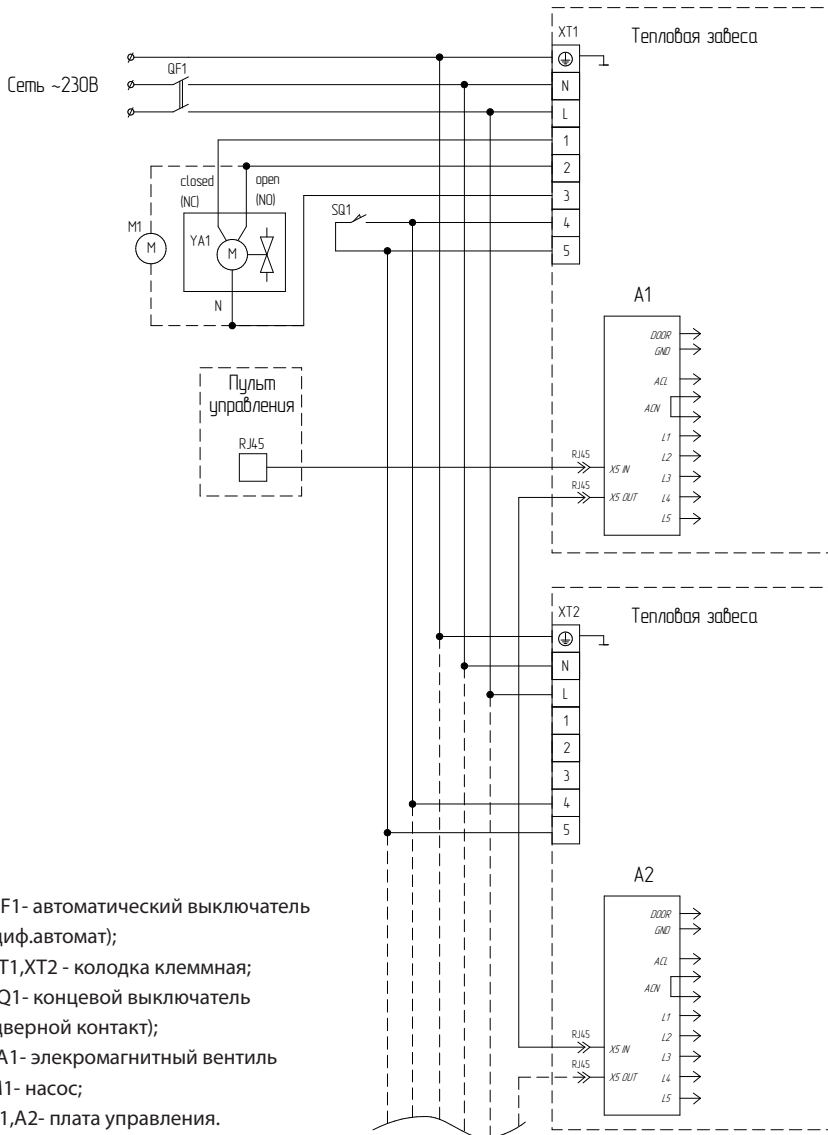 XT1
Тепловая завеса
Сеть ~230В
QF1
N
L
1
2
3
4
5
closed
(NC)
open
(NO)
M1
M
YA1
M
N
SQ1
Пульт
управления
RJ45
A1
DOOR
GND
ACL
ACN
L1
L2
L3
L4
L5
RJ45
X5 IN
RJ45
X5 OUT
XT2
Тепловая завеса
N
L
1
2
3
4
5
A2
DOOR
GND
ACL
ACN
L1
L2
L3
L4
L5
RJ45
X5 IN
RJ45
X5 OUT
F1- автоматический выключатель
диф.автомат);
T1,XT2 - колодка клеммная;
Q1- концевой выключатель
дверной контакт);
A1- элекромагнитный вентиль
1- насос;
1,A2- плата управления.